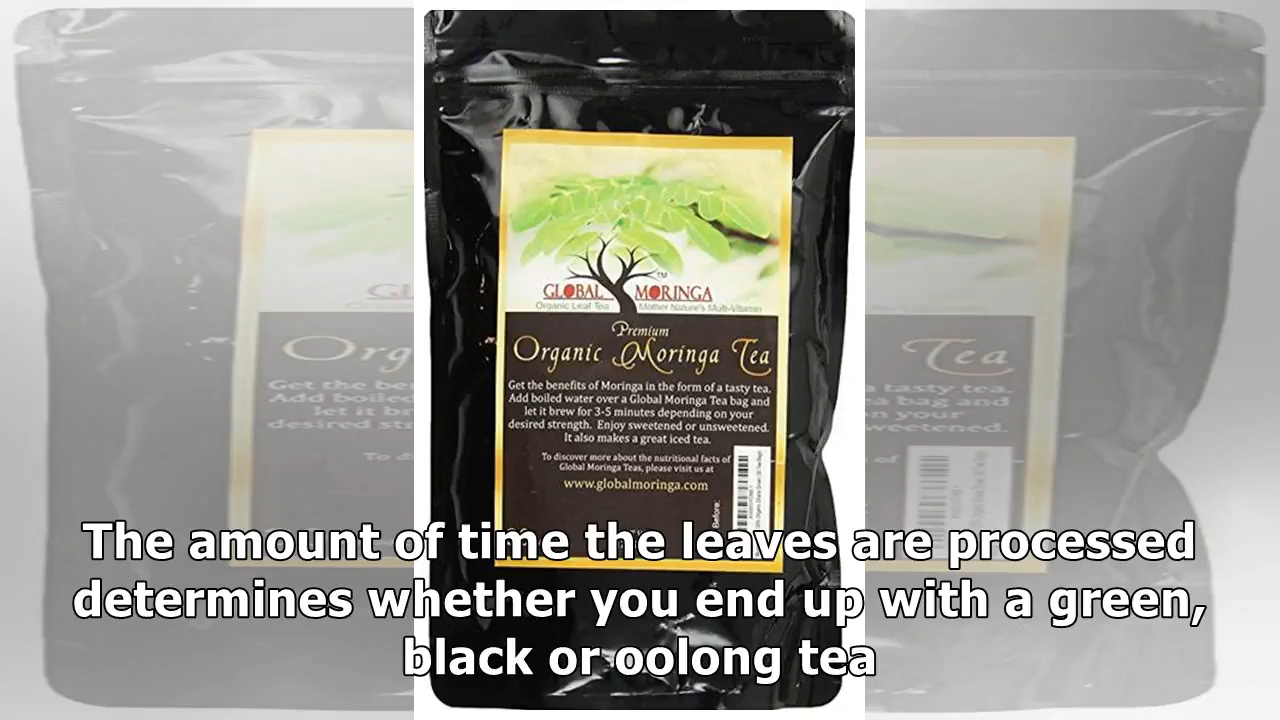 GLOBAL MORINGA
TM
Organic Leaf Tea Mother Nature's Multi-Vitamin
Premium
Organic Moringa Tea
Get the benefits of Moringa in the form of a tasty tea.
Add boiled water over a Global Moringa Tea bag and
let it brew for 3-5 minutes depending on your
desired strength. Enjoy sweetened or unsweetened.
It also makes a great iced tea.
To discover more about the nutritional facts of
Global Moringa Teas, please visit us at
www.globalmoringa.com
Before:
The amount of time the leaves are processed
determines whether you end up with a green,
black or oolong tea